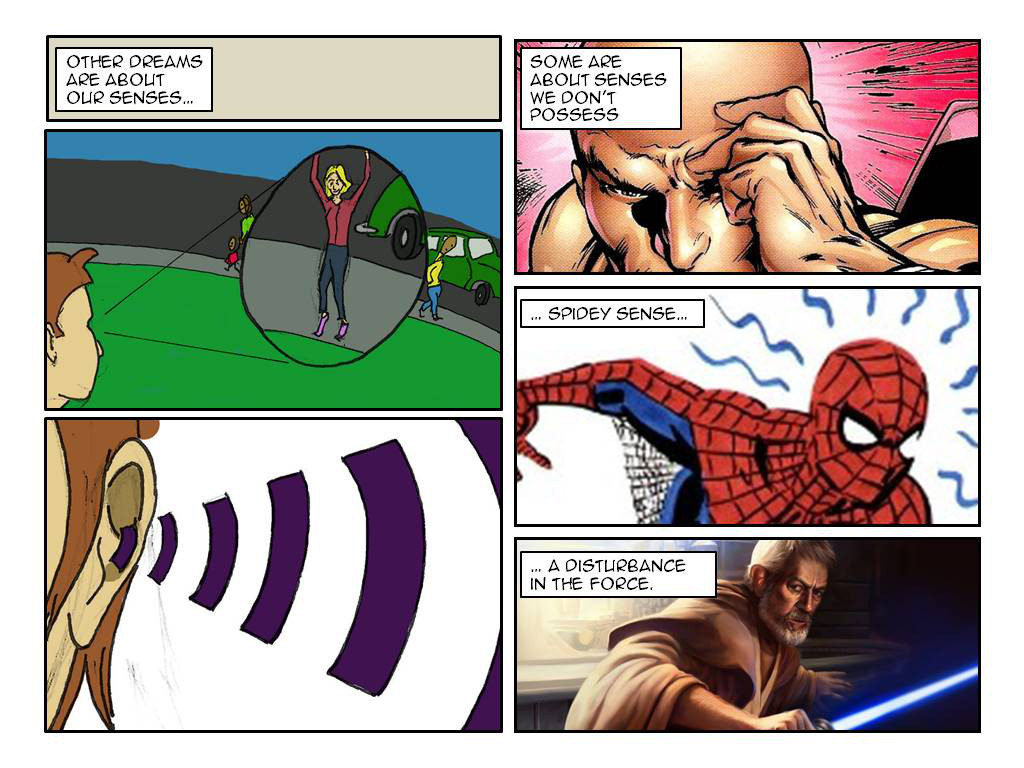 OTHER DREAMS
ARE ABOUT
OUR SENSES...
SOME ARE
ABOUT SENSES
WE DON'T
POSSESS
... SPIDEY SENSE...
... A DISTURBANCE
IN THE FORCE.